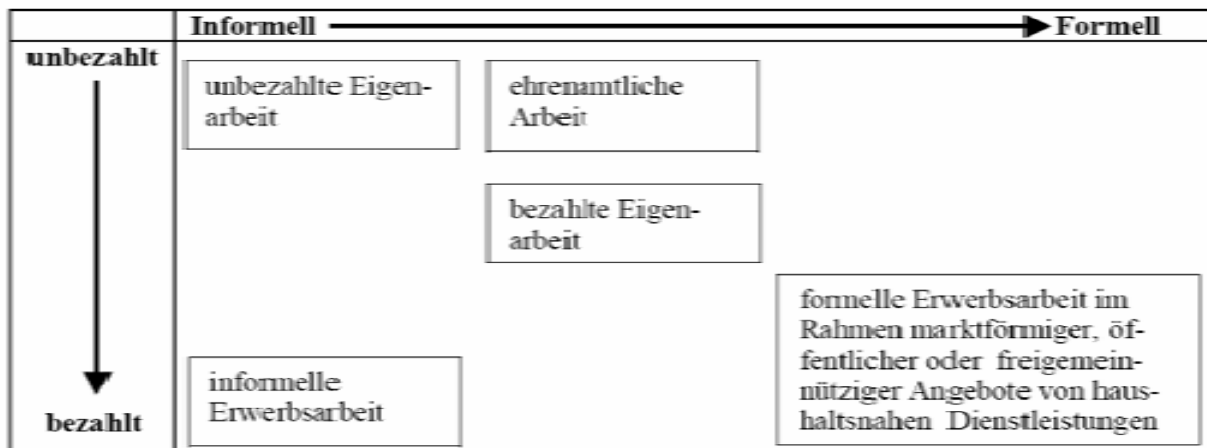 Informell Formell
unbezahlt
unbezahlte Eigen-
arbeit
ehrenamtliche
Arbeit
bezahlte Eigen-
arbeit
formelle Erwerbsarbeit im
Rahmen marktförmiger, öf-
fentlicher oder freigemein-
nütziger Angebote von haus-
haltsnahen Dienstleistungen
informelle
Erwerbsarbeit
bezahlt